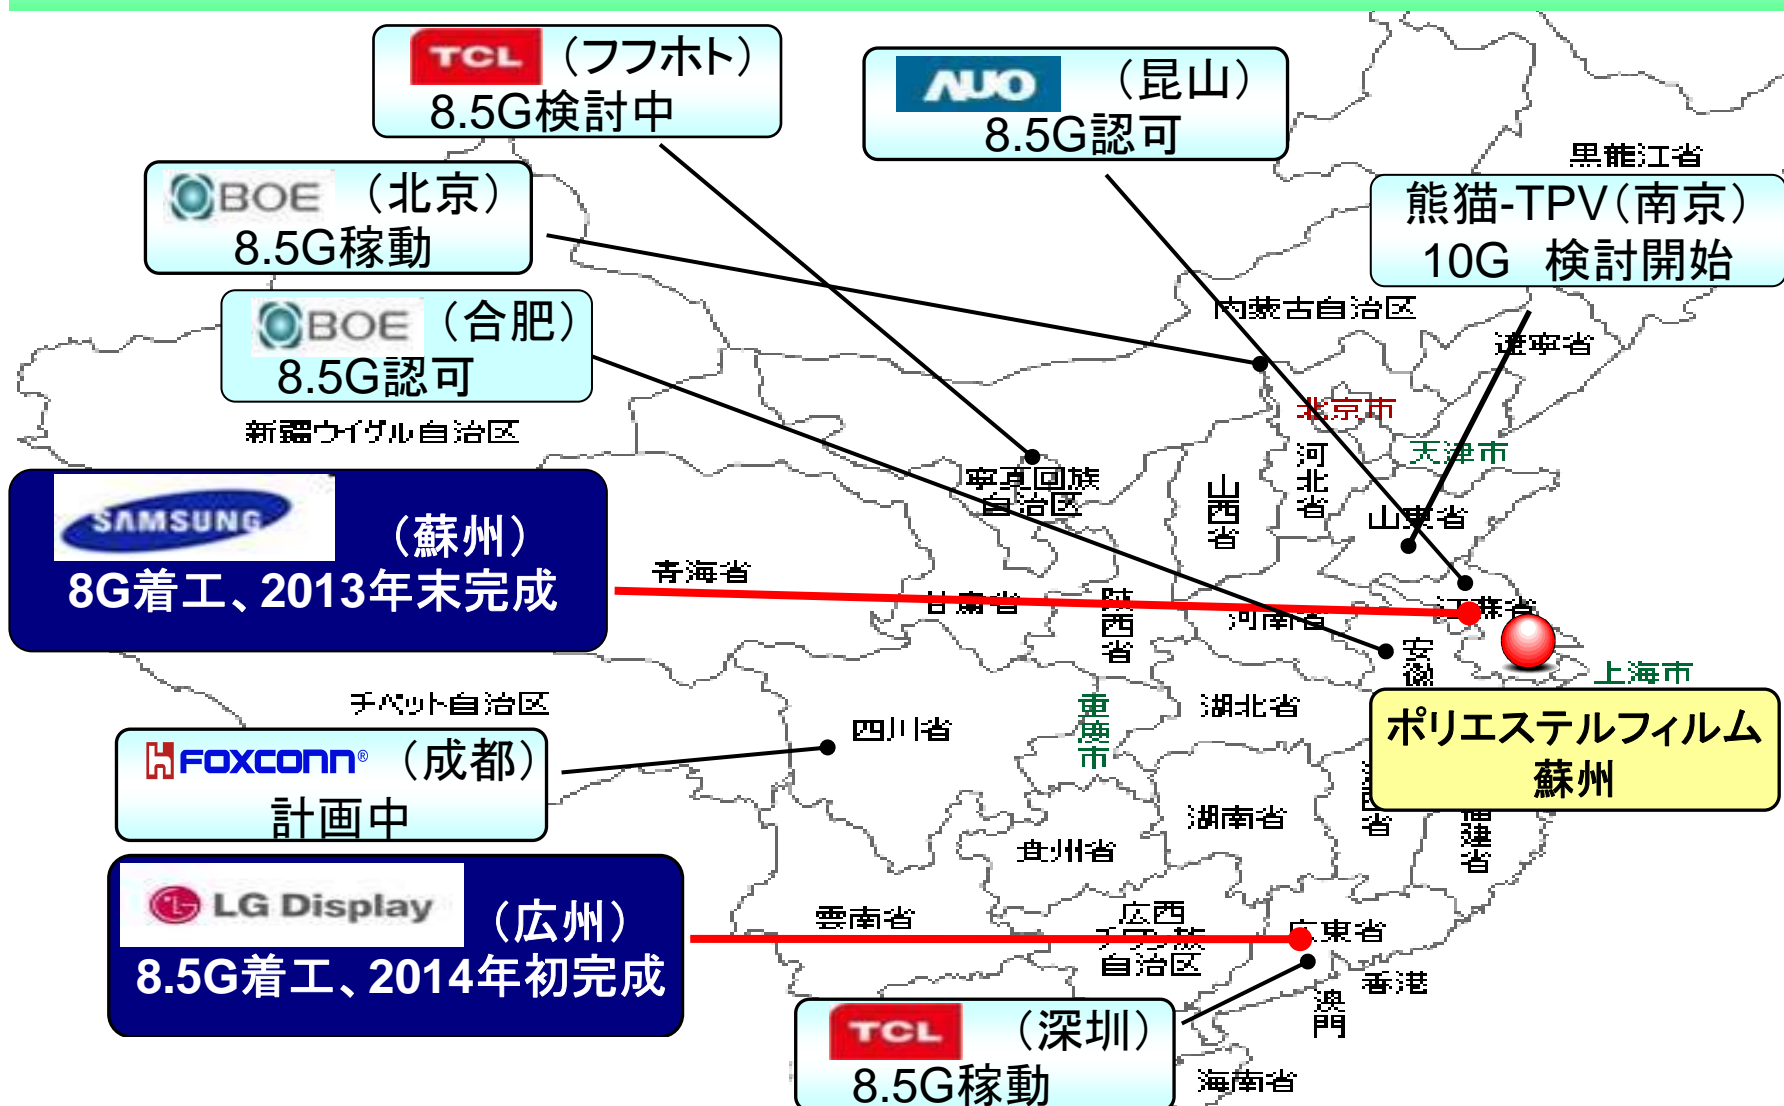 TCL（フフホト）
8.5G検討中
AUO（昆山）
8.5G認可
黒龍江省
BOE（北京）
8.5G稼動
熊猫-TPV（南京）
10G　検討開始
BOE（合肥）
8.5G認可
内蒙古自治区
遼寧省
北京市
新疆ウイグル自治区
天津市
河北省
寧夏回族
自治区
山西省
山東省
SAMSUNG（蘇州）
8G着工、2013年末完成
青海省
甘粛省
陝西省
河南省
江蘇省
安徽
上海市
チベット自治区
四川省
重慶市
湖北省
ポリエステルフィルム
蘇州
FOXCONN®（成都）
計画中
湖南省
西省
福建省
貴州省
LG Display（広州）
8.5G着工、2014年初完成
雲南省
広西
チワン族
自治区
広東省
香港
澳門
TCL（深圳）
8.5G稼動
海南省